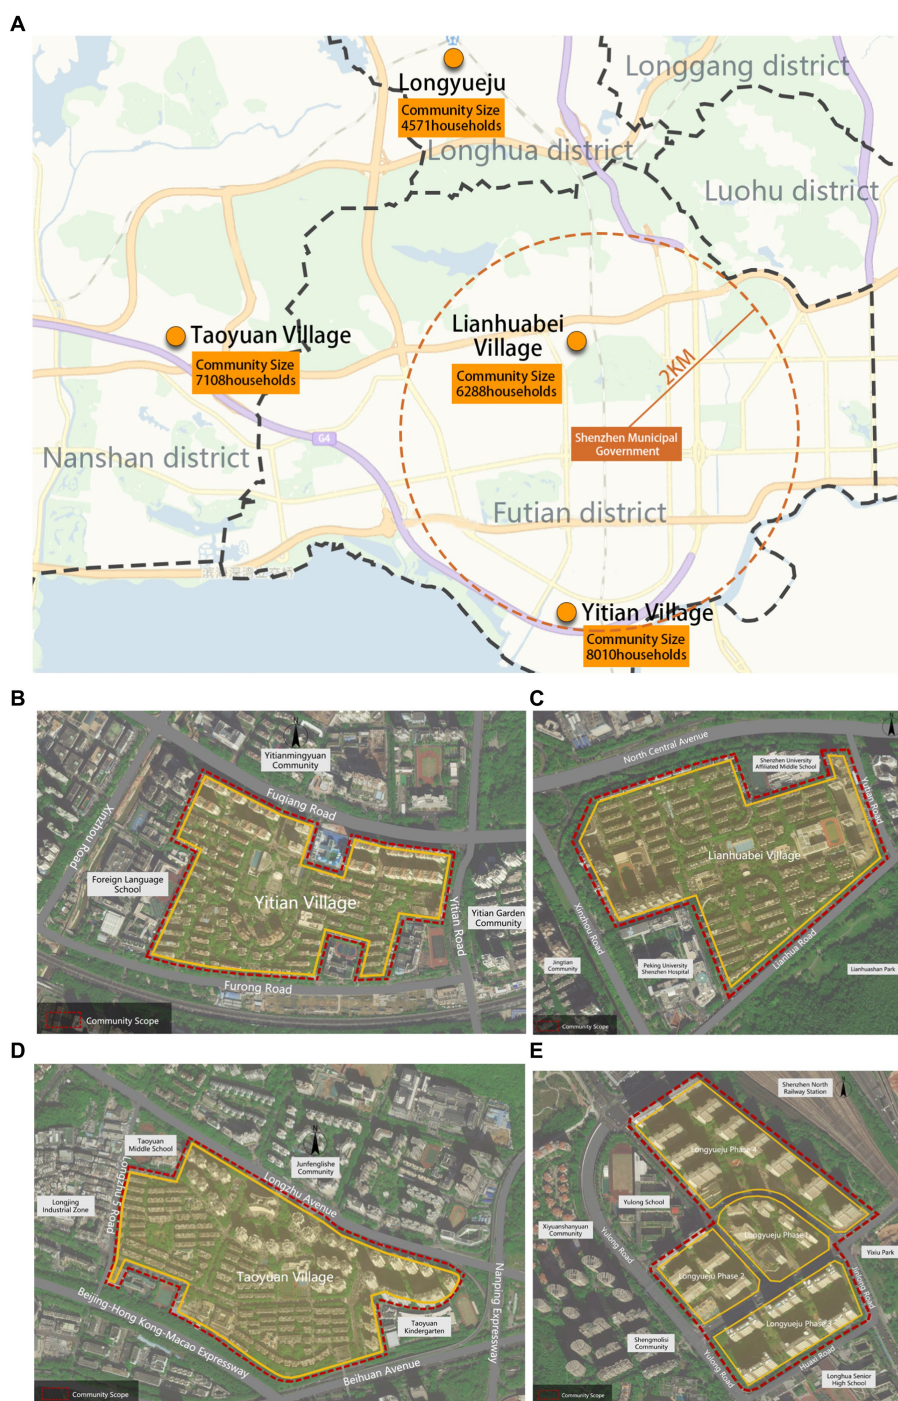 A
Longyueju
Community Size
4571households
Longgang district
Longhua district
Luohu district
Taoyuan Village
Community Size
7108households
Lianhuabei
Village
Community Size
6288households
2KM
Shenzhen Municipal
Government
G4
Nanshan district
Futian district
Yitian Village
Community Size
8010households
B
N
Yitianmingyuan
Community
Fuqiang Road
Xinzhou Road
Foreign Language
School
Yitian Village
Yitian Road
Yitian Garden
Community
Furong Road
Community Scope
C
N
North Central Avenue
Shenzhen University
Affiliated Middle School
Yutian Road
Lianhuabei Village
Xinzhou Road
Lianhua Road
Jingtian
Community
Peking University
Shenzhen Hospital
Lianhuashan Park
Community Scope
D
N
Taoyuan
Middle School
Junfenglishe
Community
Longzhu Avenue
Longzhu 5 Road
Longjing
Industrial Zone
Taoyuan Village
Nanping Expressway
Taoyuan
Kindergarten
Beijing-Hong Kong-Macao Expressway
Beihuan Avenue
Community Scope
E
Shenzhen North
Railway Station
N
Longyueju Phase 4
Yulong School
Xiyuanshanyuan
Community
Yulong Road
Longyueju Phase 1
Yixiu Park
Longyueju Phase 2
Jinlong Road
Longyueju Phase 3
Shengmolisi
Community
Yulong Road
Huaxi Road
Longhua Senior
High School
Community Scope